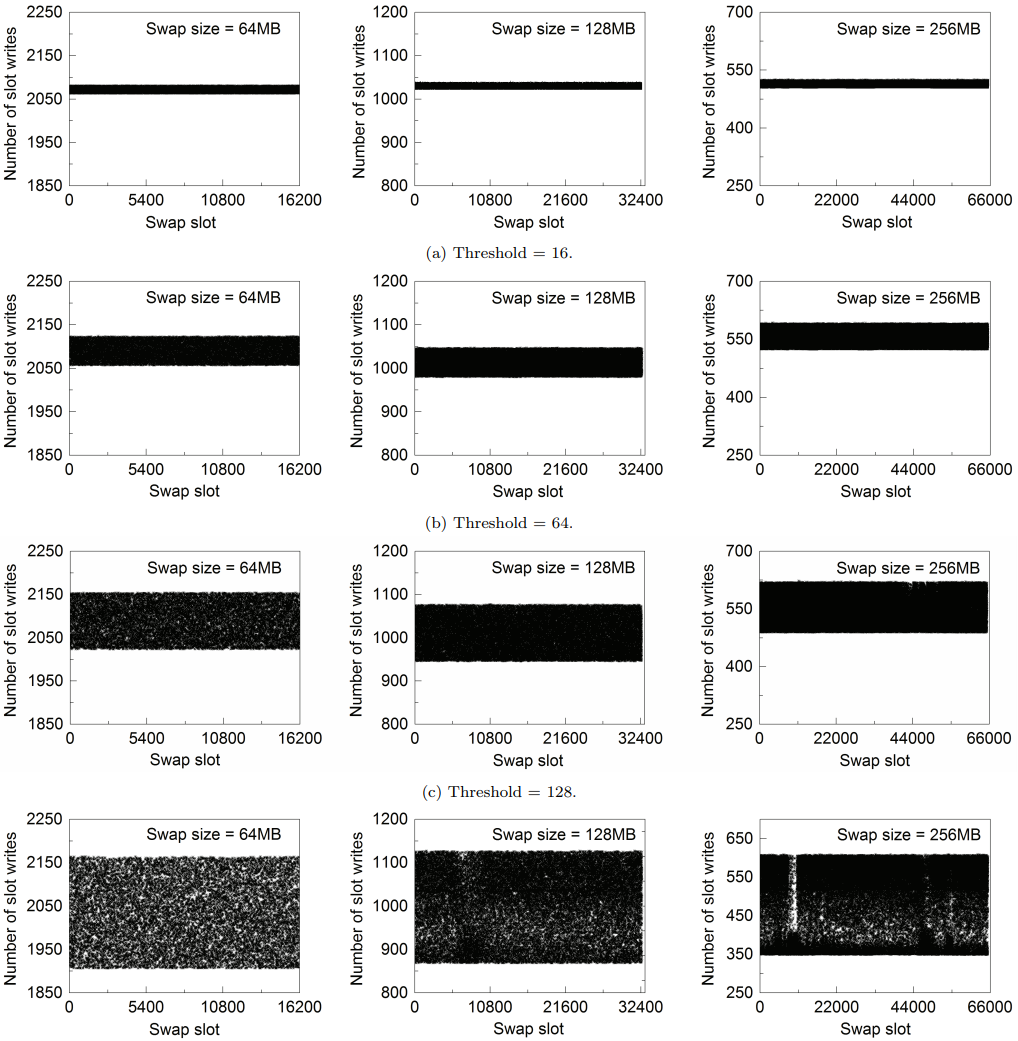 Number of slot writes
2250
2150
2050
1950
1850
Swap size = 64MB
0 5400 10800 16200
Swap slot
Number of slot writes
1200
1100
1000
900
800
Swap size = 128MB
0 10800 21600 32400
Swap slot
Number of slot writes
700
550
400
250
Swap size = 256MB
0 22000 44000 66000
Swap slot
(a) Threshold = 16.
Number of slot writes
2250
2150
2050
1950
1850
Swap size = 64MB
0 5400 10800 16200
Swap slot
Number of slot writes
1200
1100
1000
900
800
Swap size = 128MB
0 10800 21600 32400
Swap slot
Number of slot writes
700
550
400
250
Swap size = 256MB
0 22000 44000 66000
Swap slot
(b) Threshold = 64.
Number of slot writes
2250
2150
2050
1950
1850
Swap size = 64MB
0 5400 10800 16200
Swap slot
Number of slot writes
1200
1100
1000
900
800
Swap size = 128MB
0 10800 21600 32400
Swap slot
Number of slot writes
700
550
400
250
Swap size = 256MB
0 22000 44000 66000
Swap slot
(c) Threshold = 128.
Number of slot writes
2250
2150
2050
1950
1850
Swap size = 64MB
0 5400 10800 16200
Swap slot
Number of slot writes
1200
1100
1000
900
800
Swap size = 128MB
0 10800 21600 32400
Swap slot
Number of slot writes
650
550
450
350
250
Swap size = 256MB
0 22000 44000 66000
Swap slot